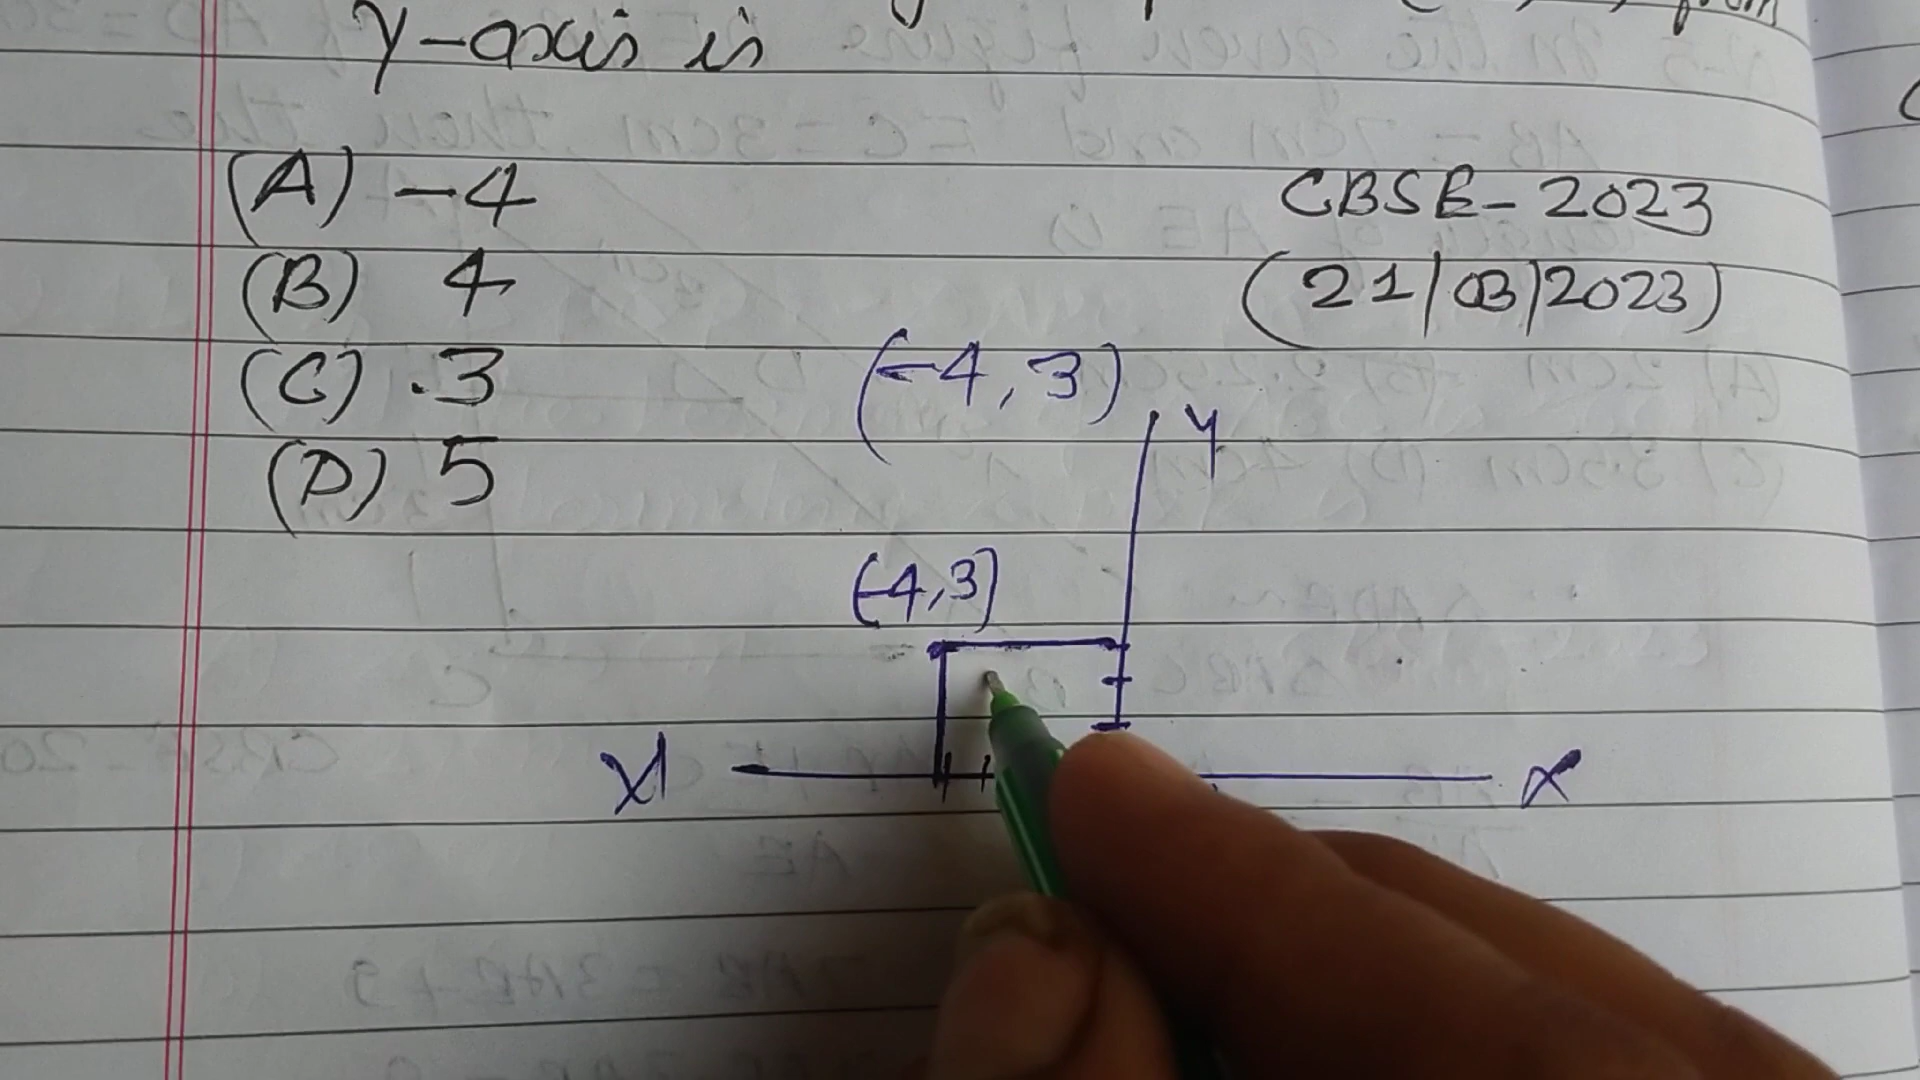 Y-axis is
(A) -4
CBSE- 2023
(B) 4
(21/03/2023)
(C) .3
(-4, 3)
Y
(D) 5
(-4, 3)
X'
X